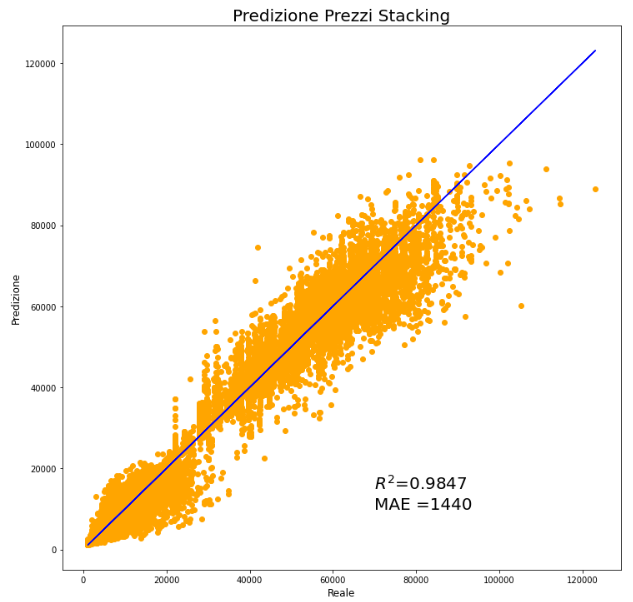 Predizione Prezzi Stacking
120000
100000
80000
60000
40000
20000
0
Predizione
R²=0.9847
MAE =1440
0 20000 40000 60000 80000 100000 120000
Reale